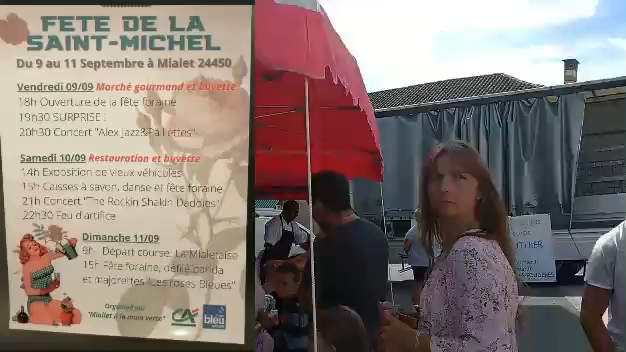 FETE DE LA
SAINT-MICHEL
Du 9 au 11 Septembre à Mialet 24450
Vendredi 09/09 Marché gourmand et buvette
18h Ouverture de la fête foraine
19h30 SURPRISE !
20h30 Concert "Alex Jazz&Paillettes"
Samedi 10/09 Restauration et buvette
14h Exposition de vieux véhicules
15h Caisses à savon, danse et fête foraine
21h Concert "The Rockin Shakin Daddies"
22h30 Feu d'artifice
Dimanche 11/09
9h Départ course: La Mialetaise
15h Fête foraine, défilé banda
et majorettes "Les roses Bleues"
Organisé par
"Miallet à la main verte"
CA
bleu